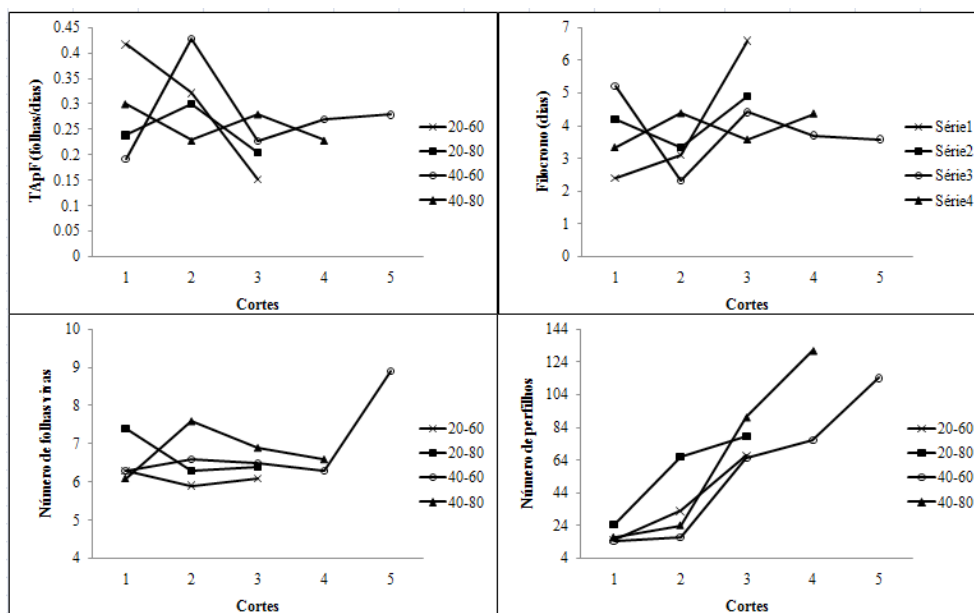 TApF (folhas/dias)
0.45
0.4
0.35
0.3
0.25
0.2
0.15
0.1
0.05
0
1 2 3 4 5
Cortes
20-60
20-80
40-60
40-80
Filocrono (dias)
7
6
5
4
3
2
1
0
1 2 3 4 5
Cortes
Série1
Série2
Série3
Série4
Número de folhas vivas
10
9
8
7
6
5
4
1 2 3 4 5
Cortes
20-60
20-80
40-60
40-80
Número de perfilhos
144
124
104
84
64
44
24
4
1 2 3 4 5
Cortes
20-60
20-80
40-60
40-80